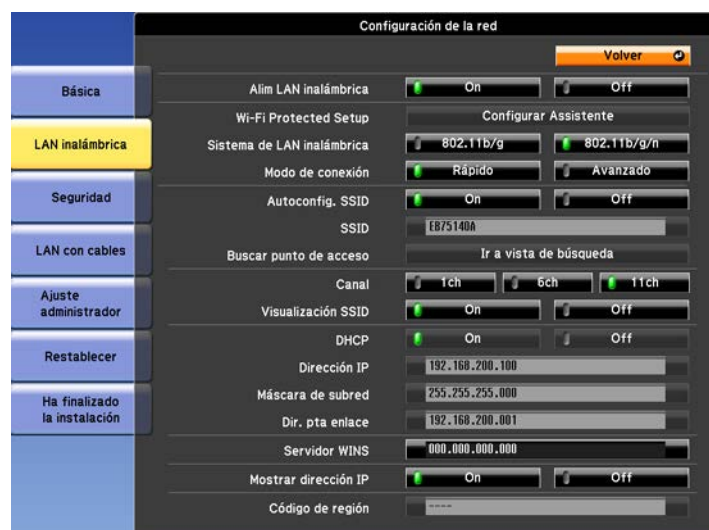 Configuración de la red
Volver
Básica
LAN inalámbrica
Seguridad
LAN con cables
Ajuste
administrador
Restablecer
Ha finalizado
la instalación
Alim LAN inalámbrica On Off
Wi-Fi Protected Setup Configurar Assistente
Sistema de LAN inalámbrica 802.11b/g 802.11b/g/n
Modo de conexión Rápido Avanzado
Autoconfig. SSID On Off
SSID EB75140A
Buscar punto de acceso Ir a vista de búsqueda
Canal 1ch 6ch 11ch
Visualización SSID On Off
DHCP On Off
Dirección IP 192.168.200.100
Máscara de subred 255.255.255.000
Dir. pta enlace 192.168.200.001
Servidor WINS 000.000.000.000
Mostrar dirección IP On Off
Código de región ----